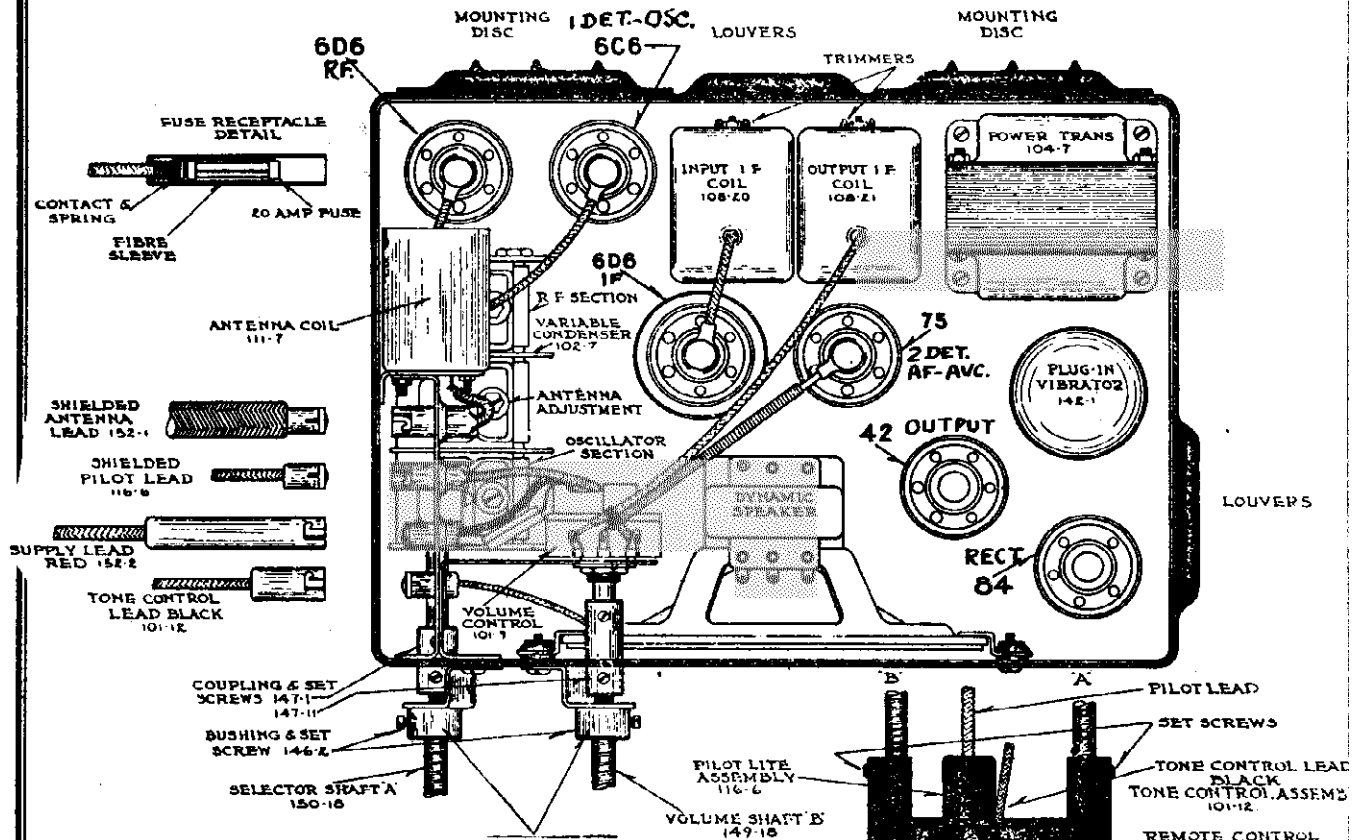 MOUNTING
DISC
1 DET.-OSC.
6C6
LOUVERS
MOUNTING
DISC
6D6
RF.
TRIMMERS
FUSE RECEPTACLE
DETAIL
CONTACT &
SPRING
20 AMP FUSE
FIBRE
SLEEVE
INPUT I F
COIL
108-20
OUTPUT I F
COIL
108-21
POWER TRANS
104-7
6D6
IF
R F SECTION
ANTENNA COIL
111-7
VARIABLE
CONDENSER
102-7
75
2 DET.
AF-AVC.
PLUG-IN
VIBRATOR
142-1
ANTENNA
ADJUSTMENT
SHIELDED
ANTENNA
LEAD 152-1
42 OUTPUT
OSCILLATOR
SECTION
SHIELDED
PILOT LEAD
116-6
DYNAMIC
SPEAKER
LOUVERS
SUPPLY LEAD
RED 152-2
RECT.
84
TONE CONTROL
LEAD BLACK
101-12
VOLUME
CONTROL
101-9
COUPLING & SET
SCREWS 147-1
147-11
B
A
PILOT LEAD
SET SCREWS
BUSHING & SET
SCREW 146-2
PILOT LITE
ASSEMBLY
116-6
TONE CONTROL LEAD
BLACK
TONE CONTROL ASSEMB
101-12
SELECTOR SHAFT 'A'
150-18
VOLUME SHAFT 'B'
149-18
REMOTE CONTROL